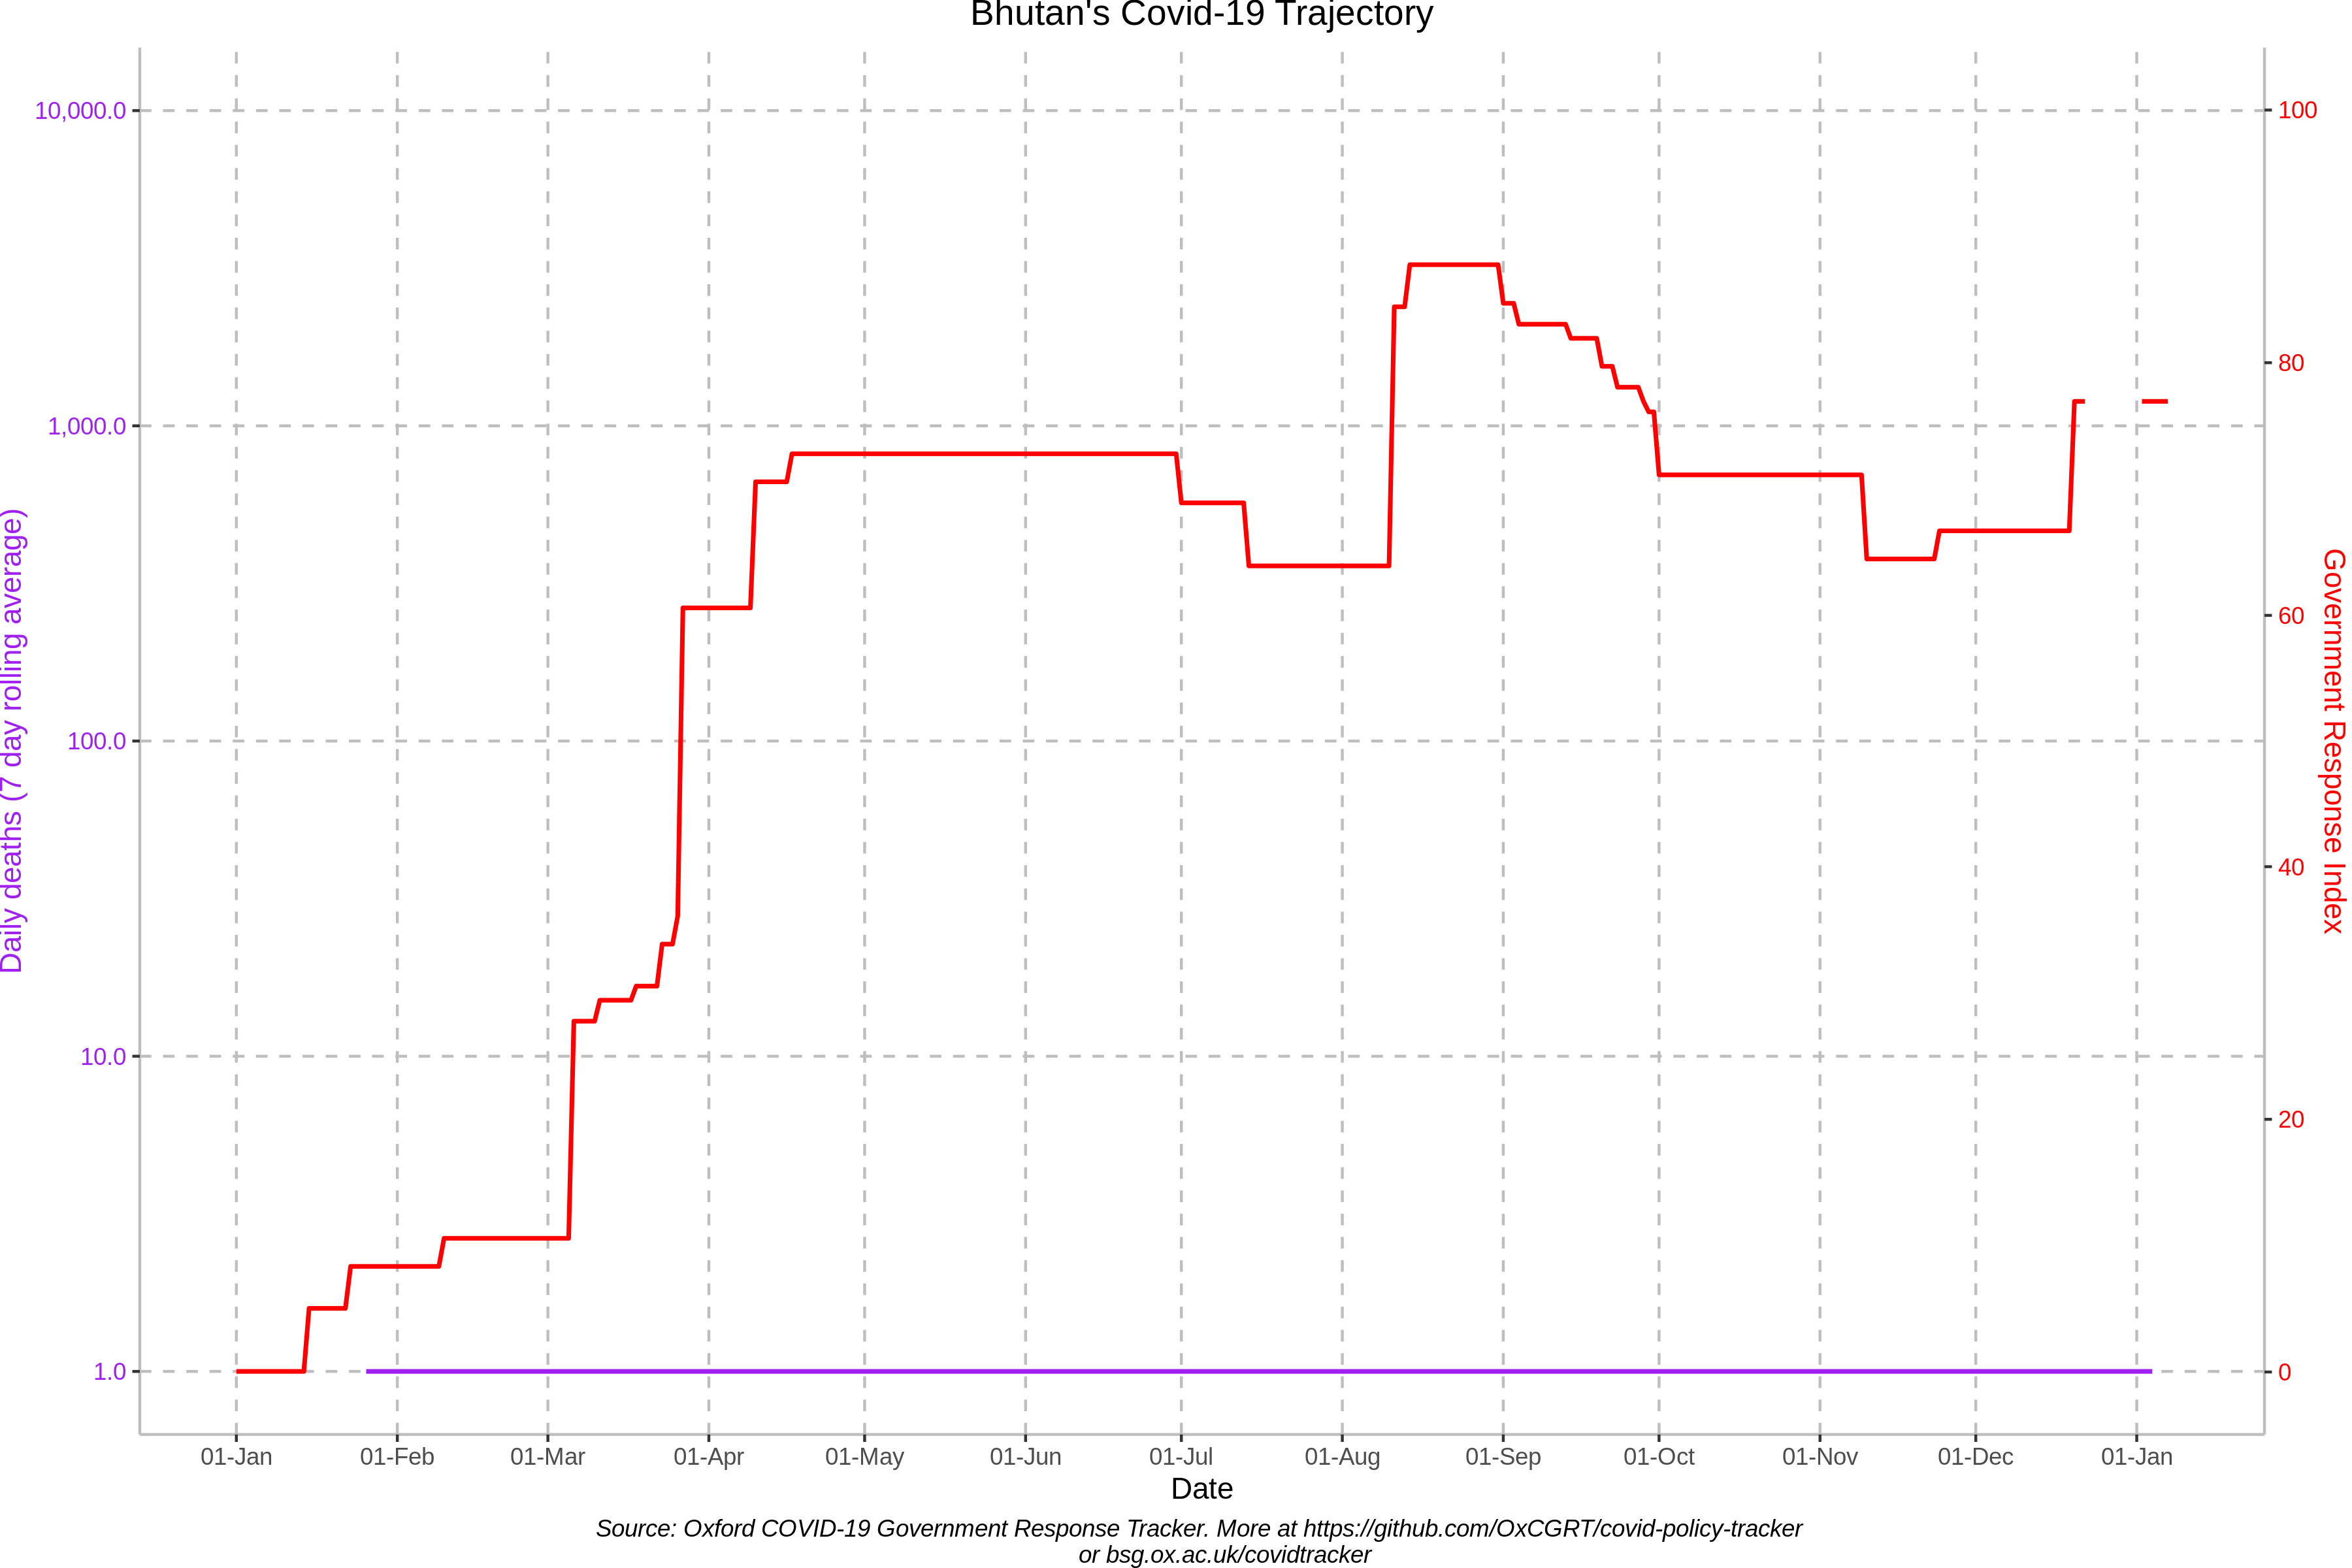 Bhutan's Covid-19 Trajectory
10,000.0
1,000.0
100.0
10.0
1.0
Daily deaths (7 day rolling average)
100
80
60
40
20
0
Government Response Index
01-Jan 01-Feb 01-Mar 01-Apr 01-May 01-Jun 01-Jul 01-Aug 01-Sep 01-Oct 01-Nov 01-Dec 01-Jan
Date
Source: Oxford COVID-19 Government Response Tracker. More at https://github.com/OxCGRT/covid-policy-tracker
or bsg.ox.ac.uk/covidtracker